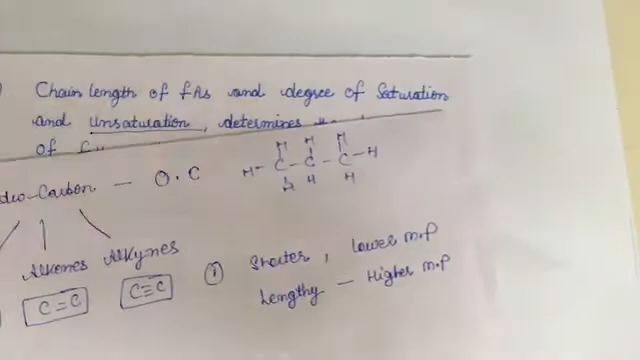 Chain length of fAs and degree of Saturation
and Unsaturation, determines
of
Carbon — O.C
H H H
H- C - C - C -H
H H H
Alkenes Alkynes
C=C C≡C
① Shorter, Lower m.p
Lengthy — Higher m.p